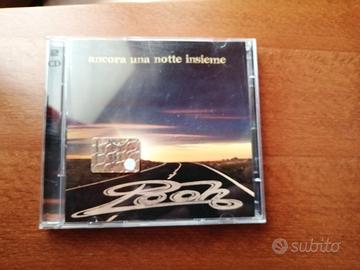 ancora una notte insieme
Pooh
subito